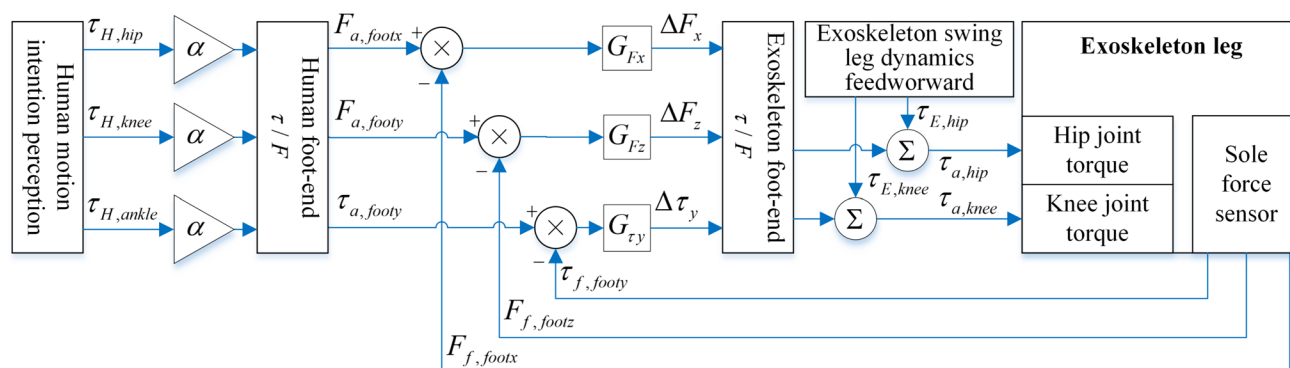 Human motion
intention perception
τ_{H,hip}
τ_{H,knee}
τ_{H,ankle}
α
α
α
Human foot-end
τ / F
F_{a,footx}
F_{a,footy}
τ_{a,footy}
+
×
−
+
×
−
+
×
−
G_{Fx}
G_{Fz}
G_{τy}
ΔF_x
ΔF_z
Δτ_y
Exoskeleton foot-end
τ / F
Exoskeleton swing
leg dynamics
feedworward
τ_{E,hip}
Σ
τ_{a,hip}
τ_{E,knee}
Σ
τ_{a,knee}
Exoskeleton leg
Hip joint
torque
Knee joint
torque
Sole
force
sensor
τ_{f,footy}
F_{f,footz}
F_{f,footx}